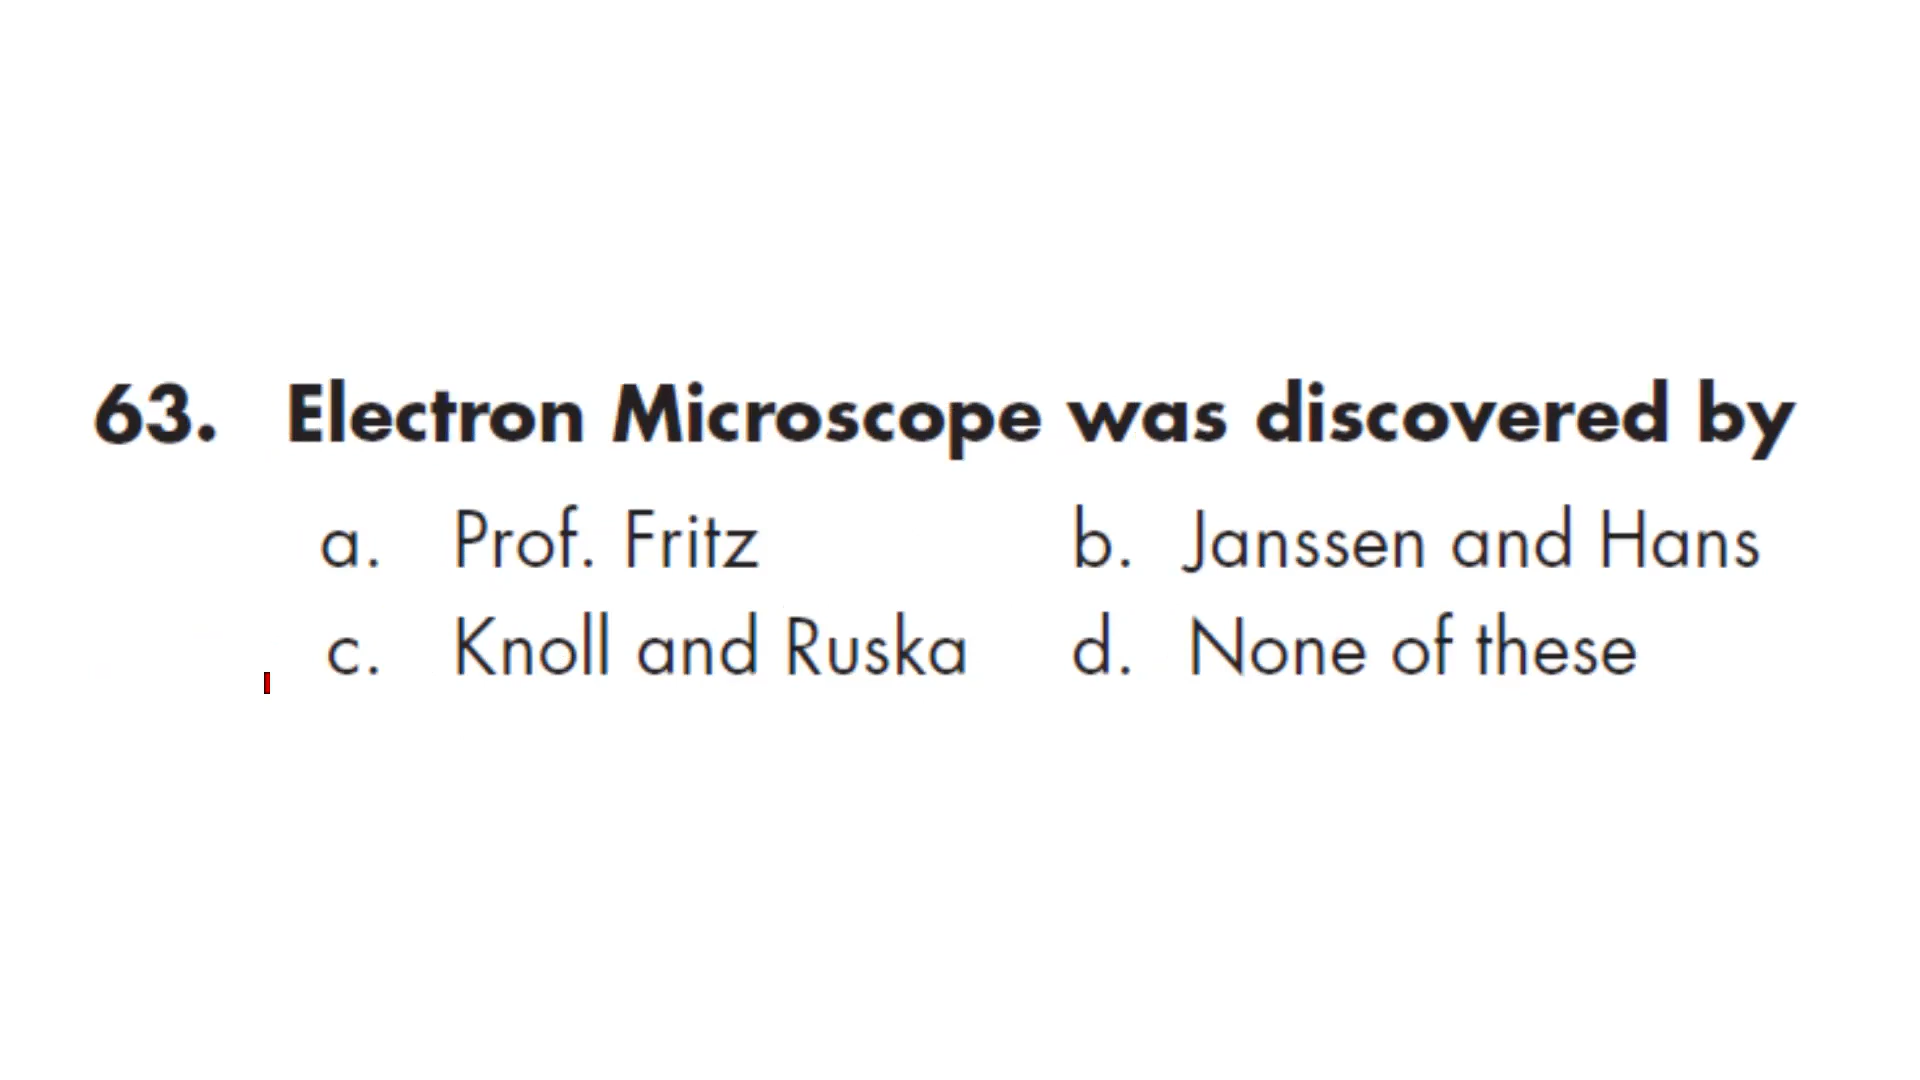 63. Electron Microscope was discovered by
a. Prof. Fritz b. Janssen and Hans
c. Knoll and Ruska d. None of these